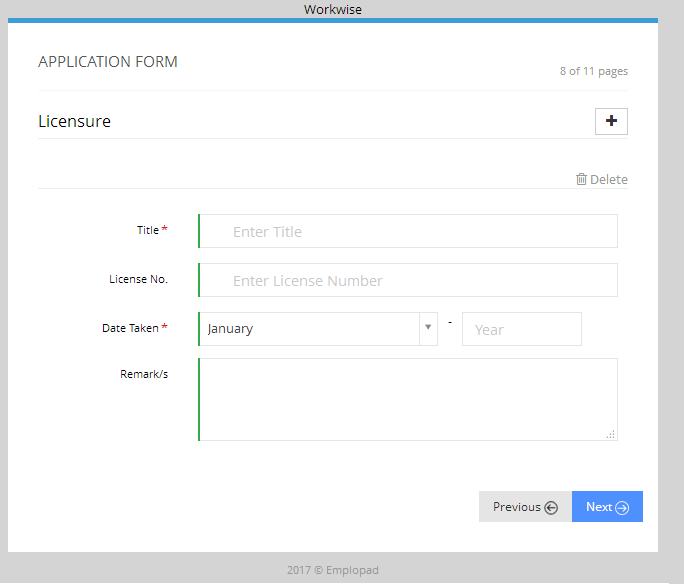 Workwise
APPLICATION FORM
8 of 11 pages
Licensure
Delete
Title *
Enter Title
License No.
Enter License Number
Date Taken *
January
-
Year
Remark/s
Previous
Next
2017 © Emplopad